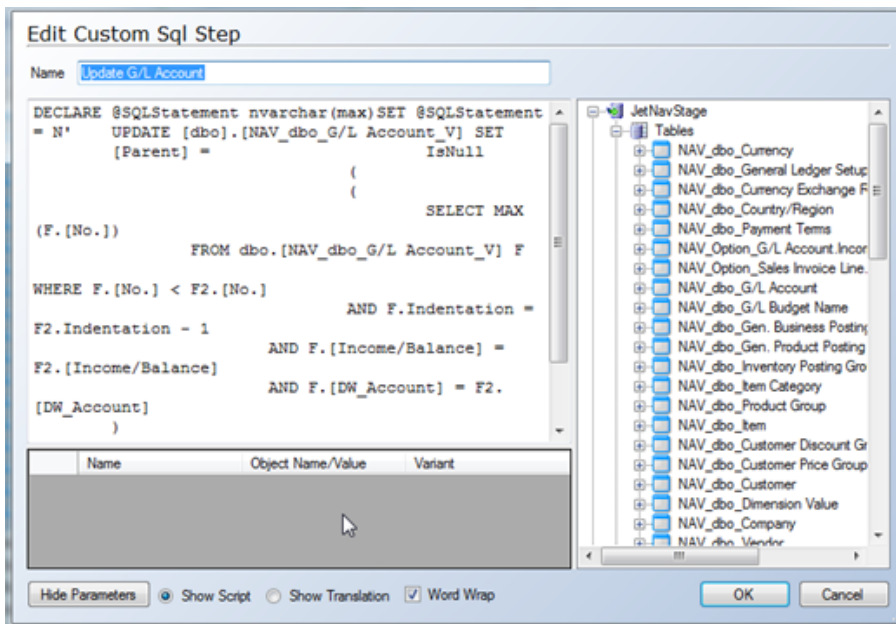 Edit Custom Sql Step
Name Update G/L Account
DECLARE @SQLStatement nvarchar(max)SET @SQLStatement
= N' UPDATE [dbo].[NAV_dbo_G/L Account_V] SET
[Parent] = IsNull
(
(
SELECT MAX
(F.[No.])
FROM dbo.[NAV_dbo_G/L Account_V] F
WHERE F.[No.] < F2.[No.]
AND F.Indentation =
F2.Indentation - 1
AND F.[Income/Balance] =
F2.[Income/Balance]
AND F.[DW_Account] = F2.
[DW_Account]
)
JetNavStage
Tables
NAV_dbo_Currency
NAV_dbo_General Ledger Setup
NAV_dbo_Currency Exchange R
NAV_dbo_Country/Region
NAV_dbo_Payment Terms
NAV_Option_G/L Account.Incor
NAV_Option_Sales Invoice Line.
NAV_dbo_G/L Account
NAV_dbo_G/L Budget Name
NAV_dbo_Gen. Business Posting
NAV_dbo_Gen. Product Posting
NAV_dbo_Inventory Posting Gro
NAV_dbo_Item Category
NAV_dbo_Product Group
NAV_dbo_Item
NAV_dbo_Customer Discount Gr
NAV_dbo_Customer Price Group
NAV_dbo_Customer
NAV_dbo_Dimension Value
NAV_dbo_Company
NAV_dbo_Vendor
Name Object Name/Value Variant
Hide Parameters Show Script Show Translation Word Wrap OK Cancel